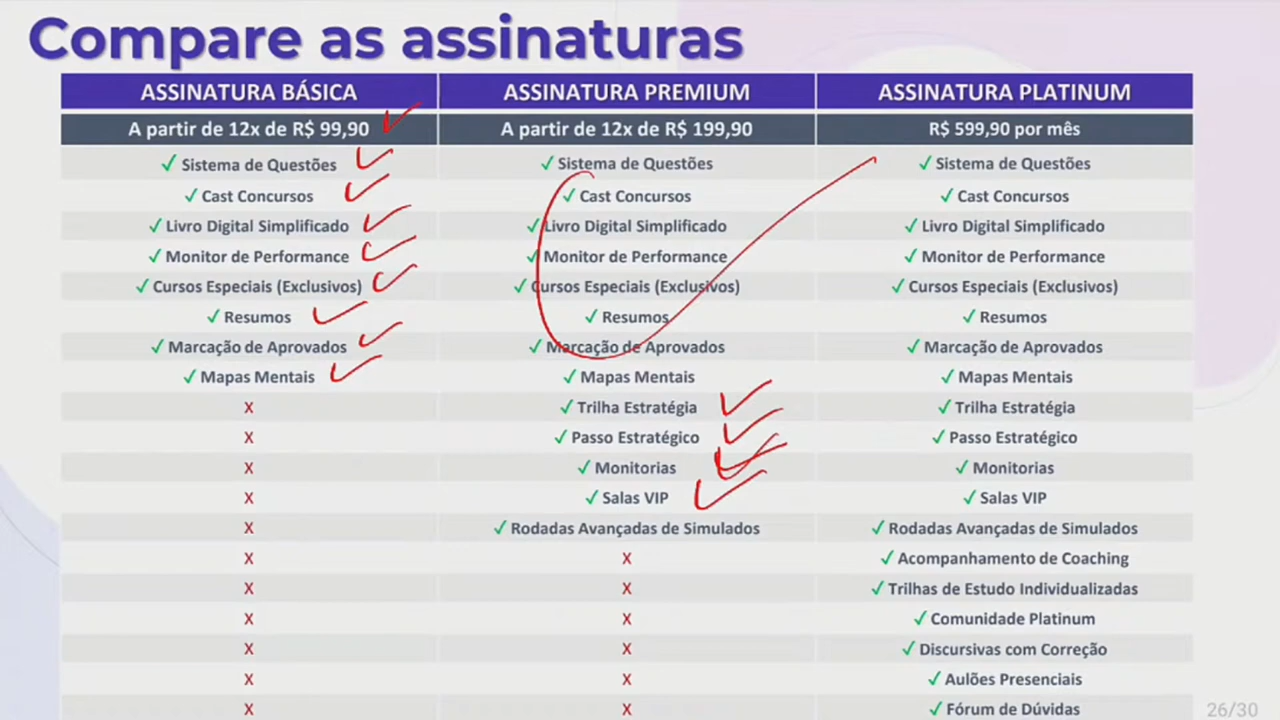 Compare as assinaturas
ASSINATURA BÁSICA ASSINATURA PREMIUM ASSINATURA PLATINUM
A partir de 12x de R$ 99,90 A partir de 12x de R$ 199,90 R$ 599,90 por mês
✓ Sistema de Questões ✓ Sistema de Questões ✓ Sistema de Questões
✓ Cast Concursos ✓ Cast Concursos ✓ Cast Concursos
✓ Livro Digital Simplificado ✓ Livro Digital Simplificado ✓ Livro Digital Simplificado
✓ Monitor de Performance ✓ Monitor de Performance ✓ Monitor de Performance
✓ Cursos Especiais (Exclusivos) ✓ Cursos Especiais (Exclusivos) ✓ Cursos Especiais (Exclusivos)
✓ Resumos ✓ Resumos ✓ Resumos
✓ Marcação de Aprovados ✓ Marcação de Aprovados ✓ Marcação de Aprovados
✓ Mapas Mentais ✓ Mapas Mentais ✓ Mapas Mentais
X ✓ Trilha Estratégia ✓ Trilha Estratégia
X ✓ Passo Estratégico ✓ Passo Estratégico
X ✓ Monitorias ✓ Monitorias
X ✓ Salas VIP ✓ Salas VIP
X ✓ Rodadas Avançadas de Simulados ✓ Rodadas Avançadas de Simulados
X X ✓ Acompanhamento de Coaching
X X ✓ Trilhas de Estudo Individualizadas
X X ✓ Comunidade Platinum
X X ✓ Discursivas com Correção
X X ✓ Aulões Presenciais
X X ✓ Fórum de Dúvidas
26/30